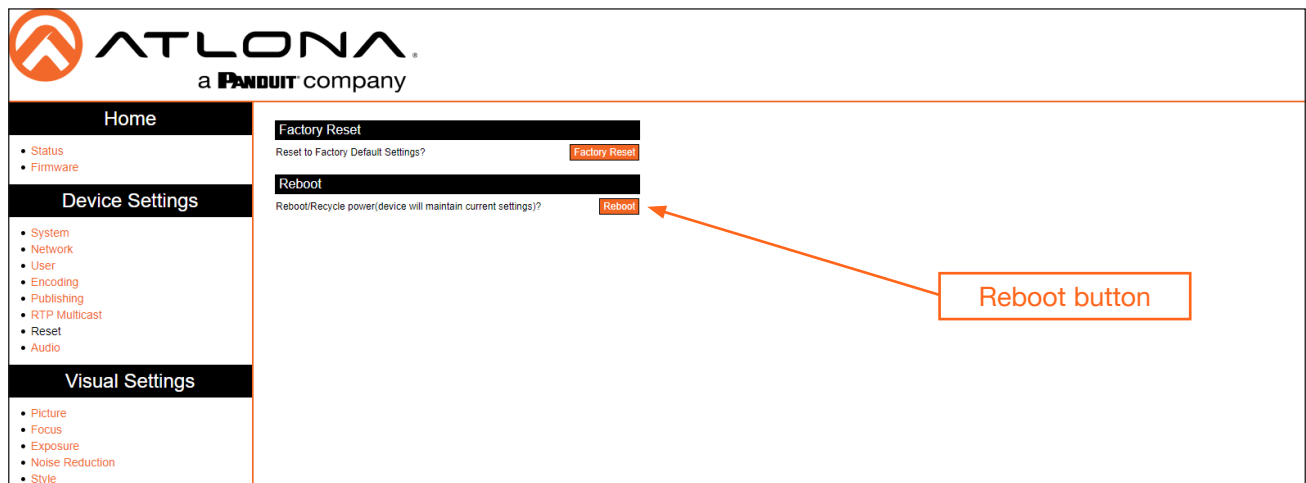 ATLONA.
a PANDUIT company
Home
Status
Firmware
Device Settings
System
Network
User
Encoding
Publishing
RTP Multicast
Reset
Audio
Visual Settings
Picture
Focus
Exposure
Noise Reduction
Style
Factory Reset
Reset to Factory Default Settings? Factory Reset
Reboot
Reboot/Recycle power(device will maintain current settings)? Reboot
Reboot button